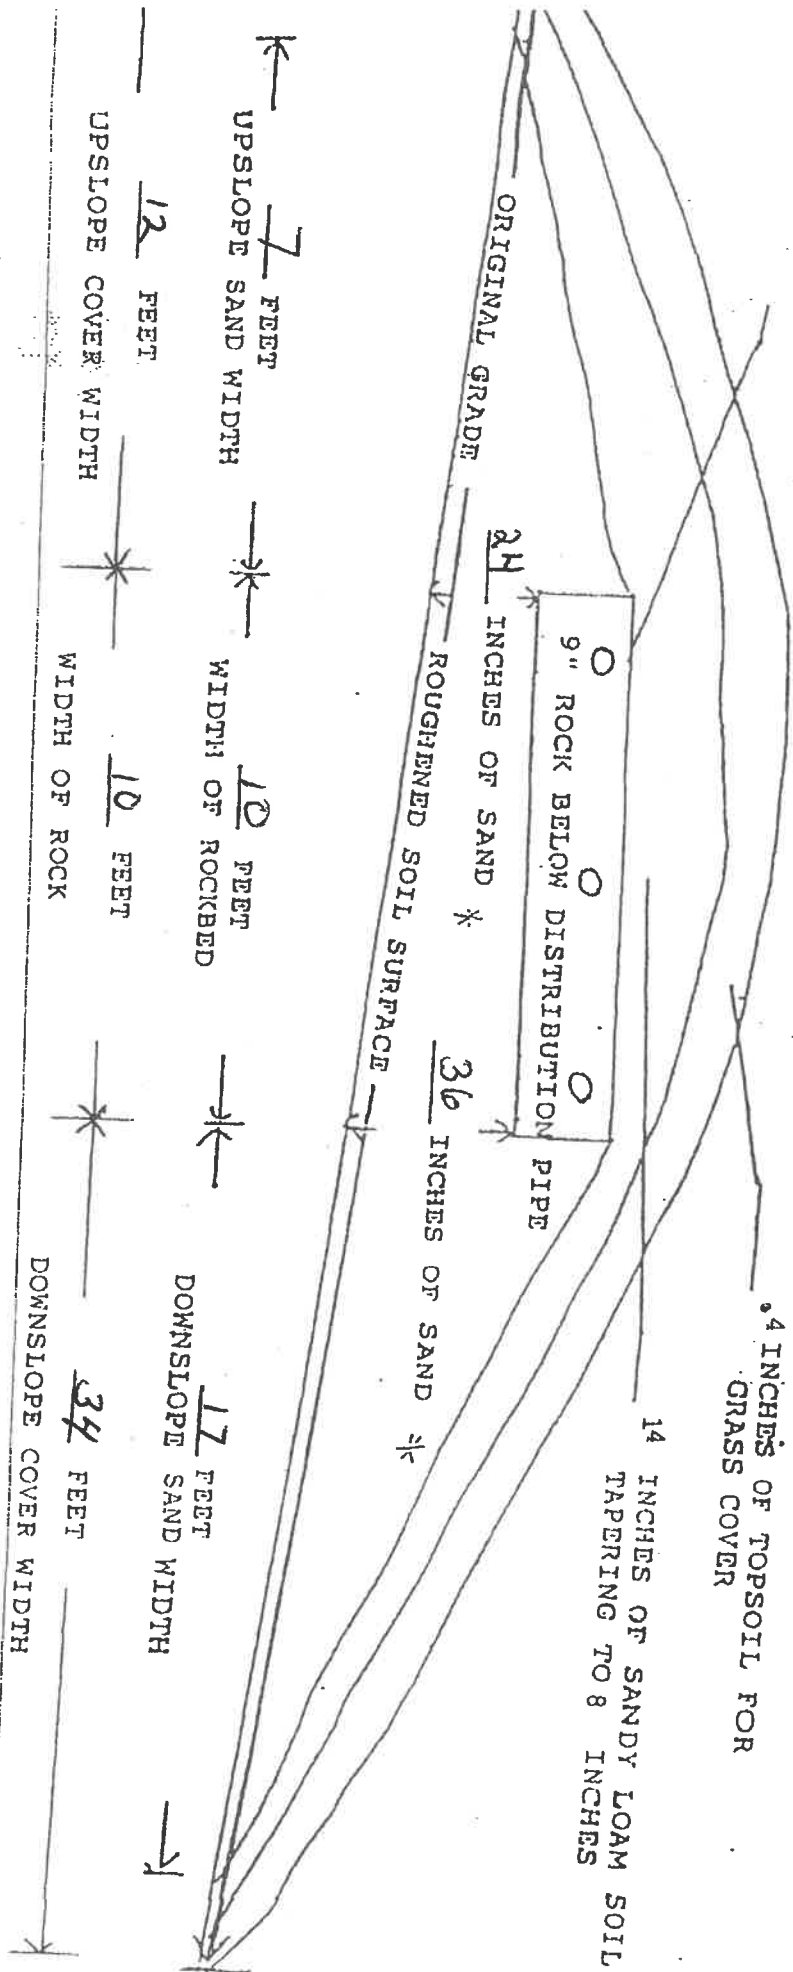 .4 INCHES OF TOPSOIL FOR
GRASS COVER
14 INCHES OF SANDY LOAM SOIL
TAPERING TO 8 INCHES
9" ROCK BELOW DISTRIBUTION PIPE
ORIGINAL GRADE
24 INCHES OF SAND *
36 INCHES OF SAND *
ROUGHENED SOIL SURFACE
7 FEET
UPSLOPE SAND WIDTH
10 FEET
WIDTH OF ROCKBED
17 FEET
DOWNSLOPE SAND WIDTH
12 FEET
UPSLOPE COVER WIDTH
10 FEET
WIDTH OF ROCK
34 FEET
DOWNSLOPE COVER WIDTH